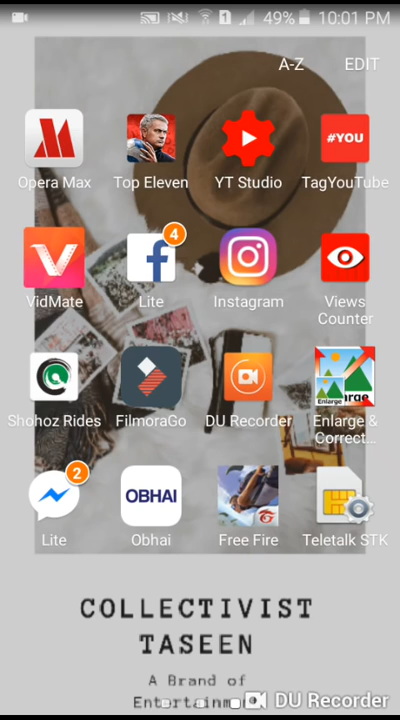 1 49% 10:01 PM
A-Z EDIT
#YOU
Opera Max Top Eleven YT Studio TagYouTube
4
VidMate Lite Instagram Views
Counter
Enlarge
Shohoz Rides FilmoraGo DU Recorder Enlarge &
Correct...
2
OBHAI
Lite Obhai Free Fire Teletalk STK
COLLECTIVIST
TASEEN
A Brand of
Entertainm
DU Recorder